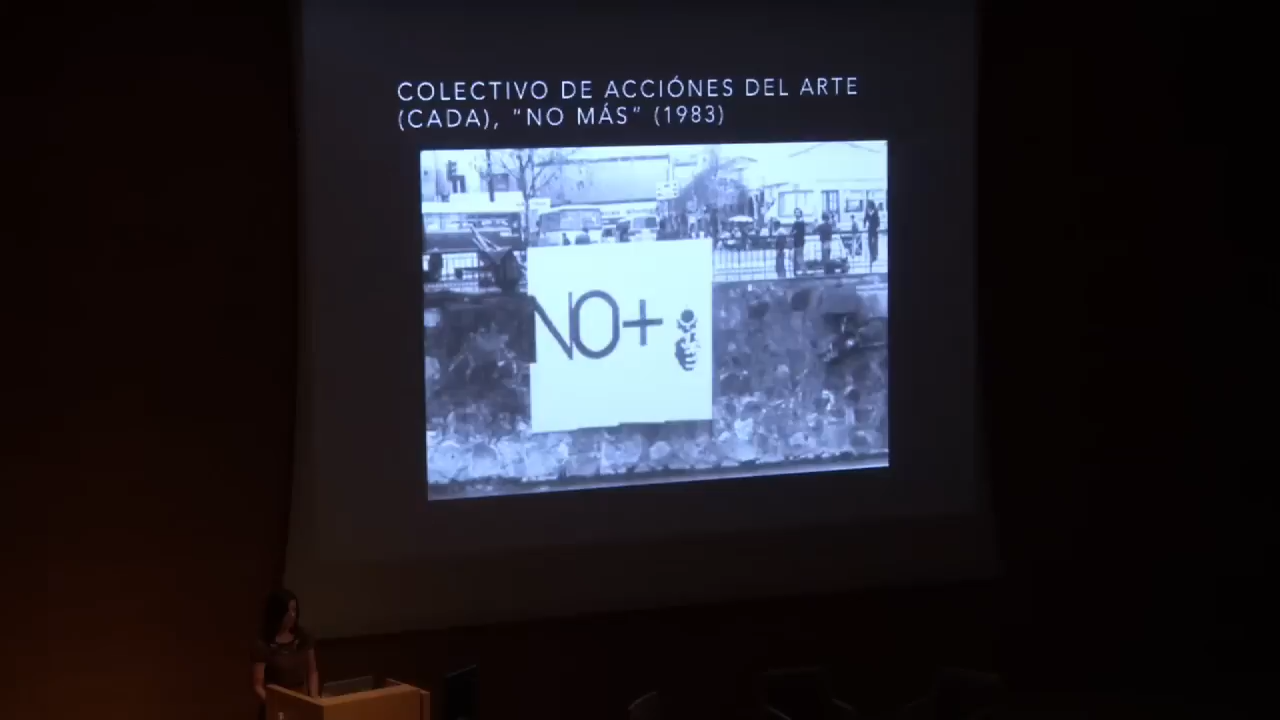 COLECTIVO DE ACCIÓNES DEL ARTE
(CADA), "NO MÁS" (1983)
NO+